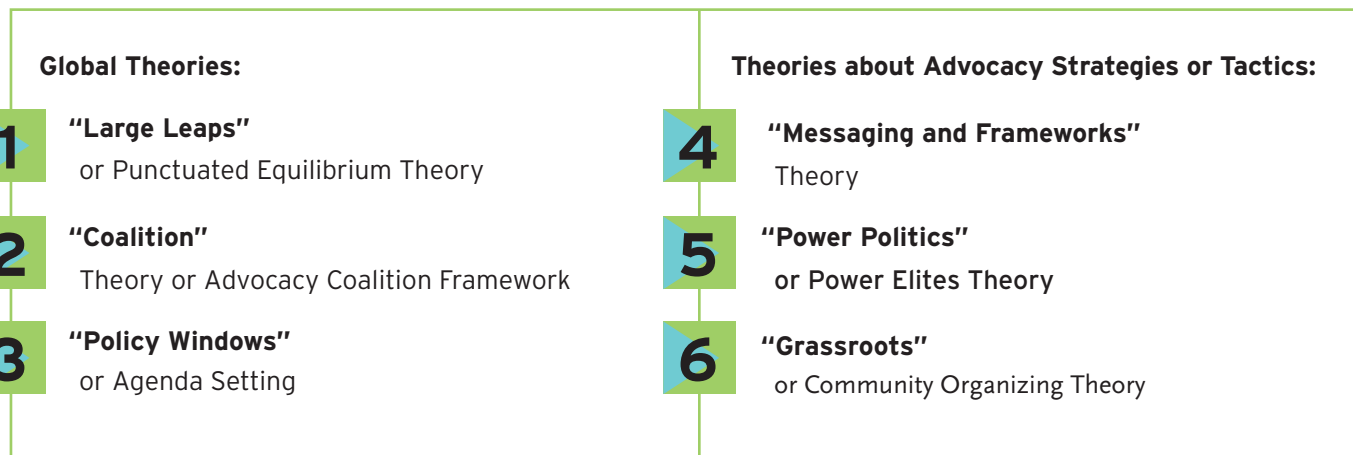 Global Theories:
1
“Large Leaps”
or Punctuated Equilibrium Theory
2
“Coalition”
Theory or Advocacy Coalition Framework
3
“Policy Windows”
or Agenda Setting
Theories about Advocacy Strategies or Tactics:
4
“Messaging and Frameworks”
Theory
5
“Power Politics”
or Power Elites Theory
6
“Grassroots”
or Community Organizing Theory